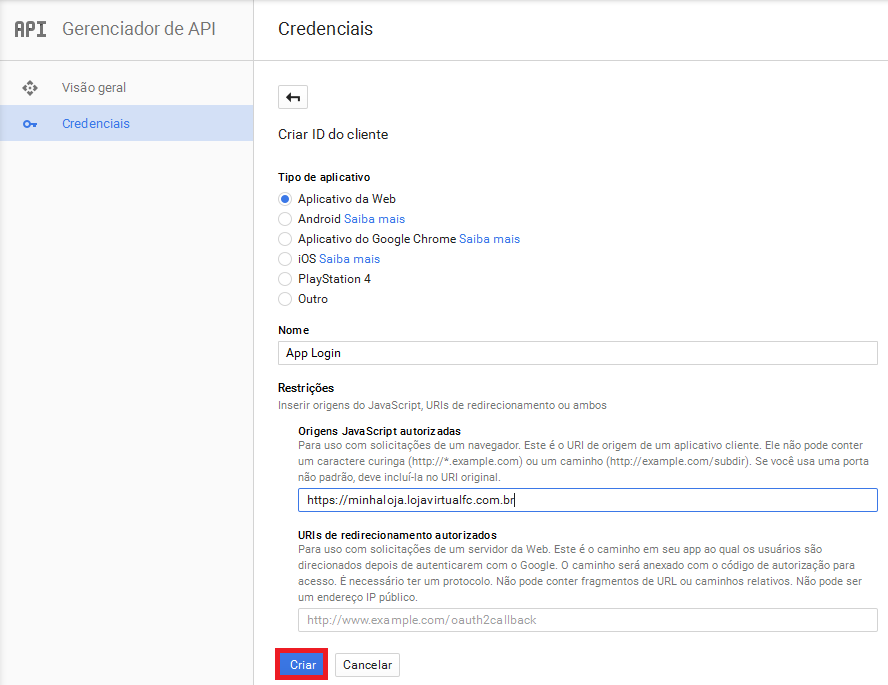 API Gerenciador de API
Credenciais
Visão geral
Credenciais
Criar ID do cliente
Tipo de aplicativo
Aplicativo da Web
Android Saiba mais
Aplicativo do Google Chrome Saiba mais
iOS Saiba mais
PlayStation 4
Outro
Nome
App Login
Restrições
Inserir origens do JavaScript, URIs de redirecionamento ou ambos
Origens JavaScript autorizadas
Para uso com solicitações de um navegador. Este é o URI de origem de um aplicativo cliente. Ele não pode conter
um caractere curinga (http://*.example.com) ou um caminho (http://example.com/subdir). Se você usa uma porta
não padrão, deve incluí-la no URI original.
https://minhaloja.lojavirtualfc.com.br
URIs de redirecionamento autorizados
Para uso com solicitações de um servidor da Web. Este é o caminho em seu app ao qual os usuários são
direcionados depois de autenticarem com o Google. O caminho será anexado com o código de autorização para
acesso. É necessário ter um protocolo. Não pode conter fragmentos de URL ou caminhos relativos. Não pode ser
um endereço IP público.
http://www.example.com/oauth2callback
Criar Cancelar